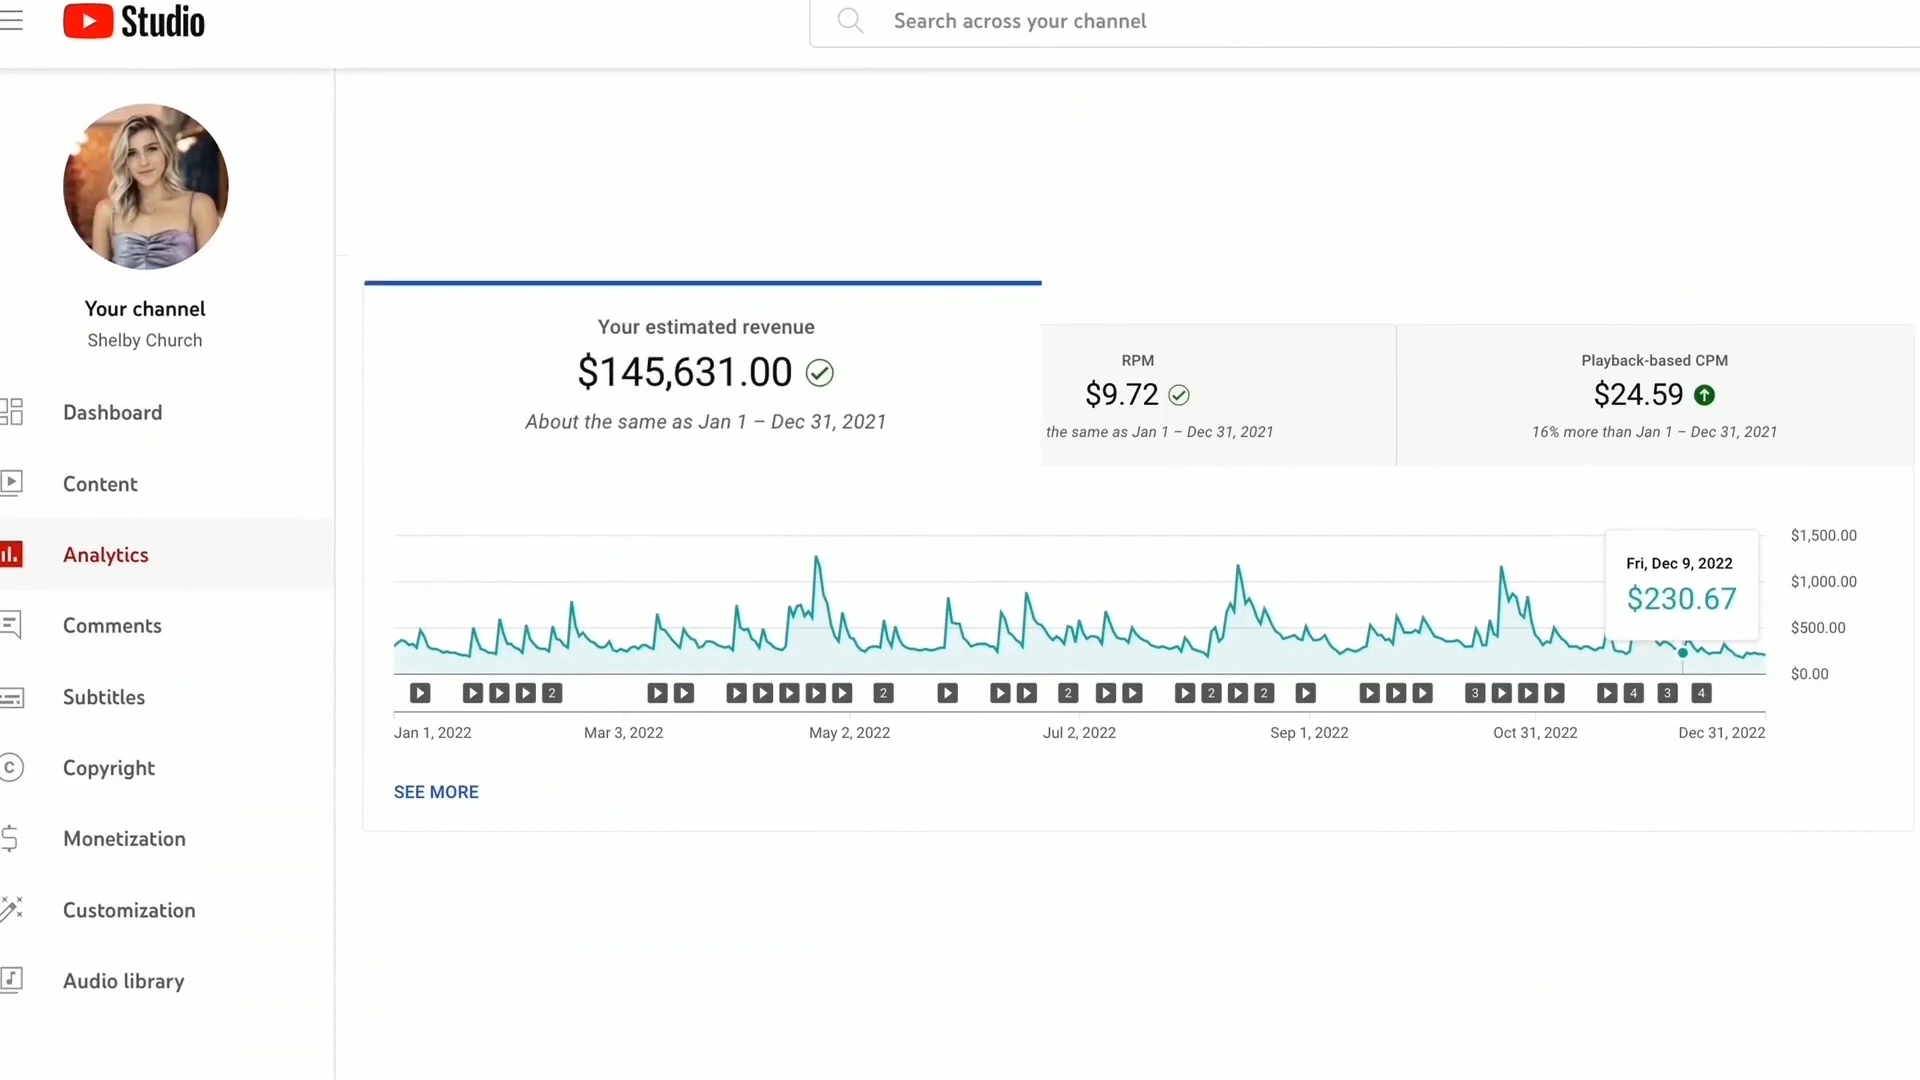 Studio
Search across your channel
Your channel
Shelby Church
Dashboard
Content
Analytics
Comments
Subtitles
Copyright
Monetization
Customization
Audio library
Your estimated revenue
$145,631.00
About the same as Jan 1 – Dec 31, 2021
RPM
$9.72
the same as Jan 1 – Dec 31, 2021
Playback-based CPM
$24.59
16% more than Jan 1 – Dec 31, 2021
$1,500.00
$1,000.00
$500.00
$0.00
Fri, Dec 9, 2022
$230.67
2 2 2 2 2 3 4 3 4
Jan 1, 2022 Mar 3, 2022 May 2, 2022 Jul 2, 2022 Sep 1, 2022 Oct 31, 2022 Dec 31, 2022
SEE MORE